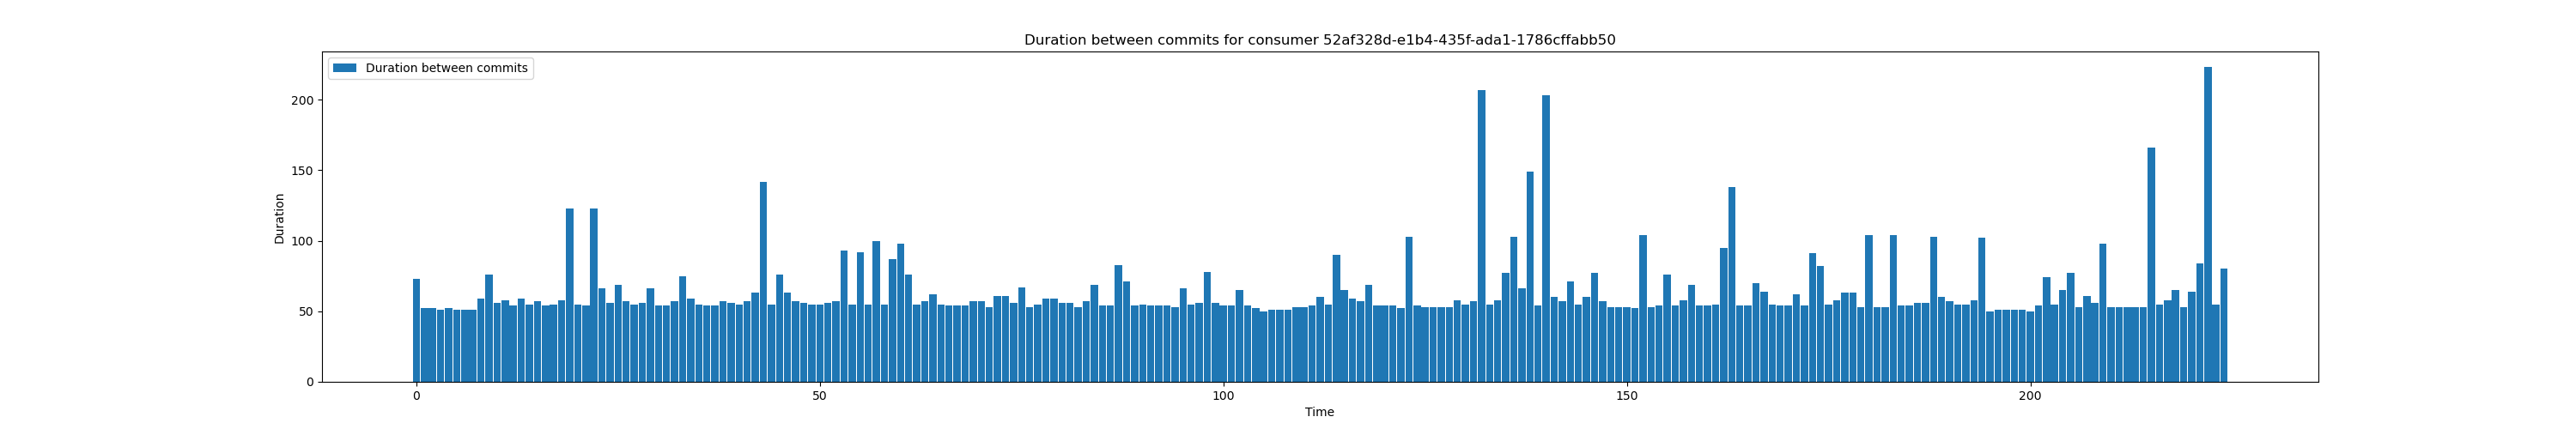 Duration between commits for consumer 52af328d-e1b4-435f-ada1-1786cffabb50
Duration between commits
200
150
100
50
0
Duration
0 50 100 150 200
Time